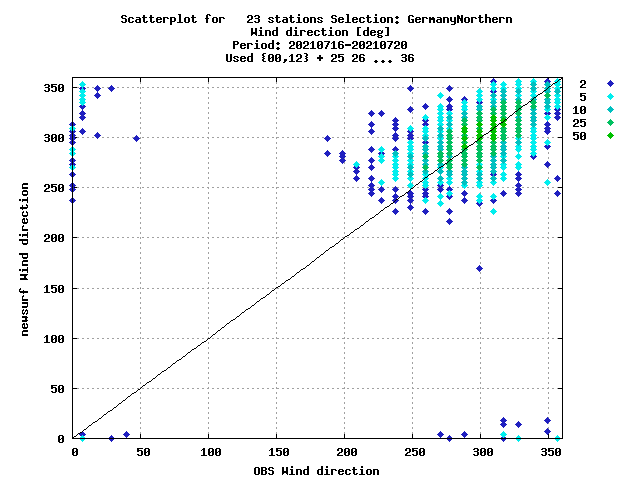 Scatterplot for   23 stations Selection: GermanyNorthern
Wind direction [deg]
Period: 20210716-20210720
Used {00,12} + 25 26 ... 36
2
5
10
25
50
350
300
250
200
150
100
50
0
newsurf Wind direction
0 50 100 150 200 250 300 350
OBS Wind direction